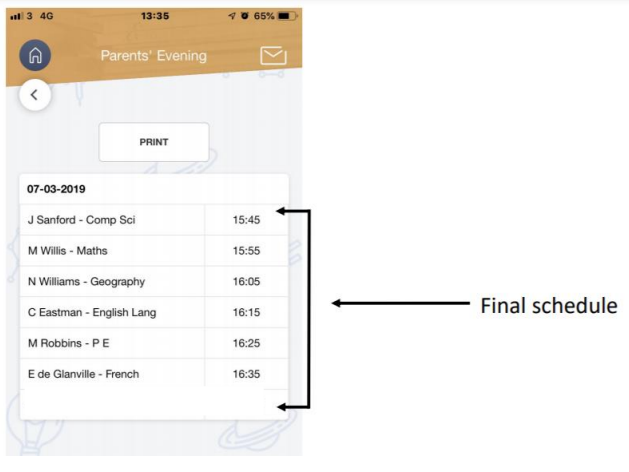 3 4G 13:35 65%
Parents' Evening
PRINT
07-03-2019
J Sanford - Comp Sci 15:45
M Willis - Maths 15:55
N Williams - Geography 16:05
C Eastman - English Lang 16:15
M Robbins - P E 16:25
E de Glanville - French 16:35
Final schedule